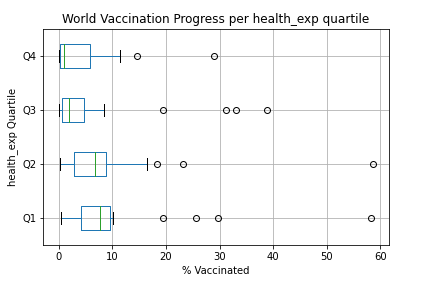 World Vaccination Progress per health_exp quartile
health_exp Quartile
Q4
Q3
Q2
Q1
0 10 20 30 40 50 60
% Vaccinated